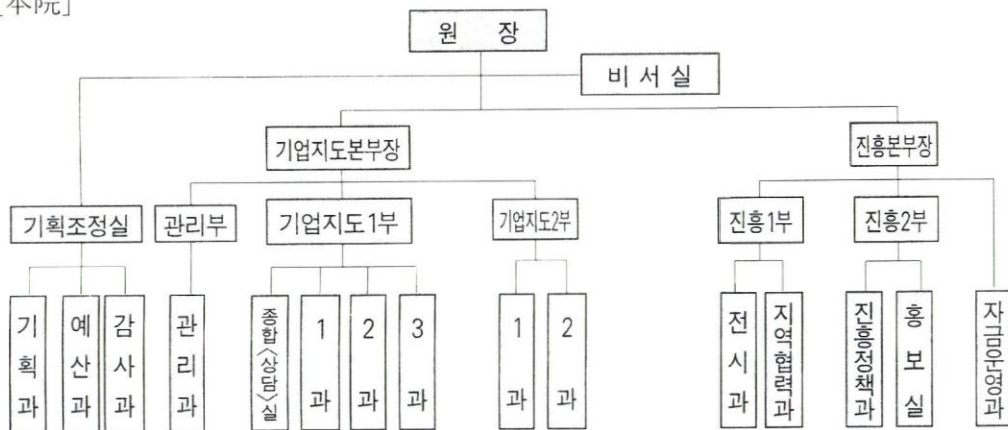 本院」
원 장
비 서 실
기업지도본부장
진흥본부장
기획조정실
관리부
기업지도1부
기업지도2부
진흥1부
진흥2부
기획과
예산과
감사과
관리과
종합〈상담〉실
1과
2과
3과
1과
2과
전시과
지역협력과
진흥정책과
홍보실
자금운영과